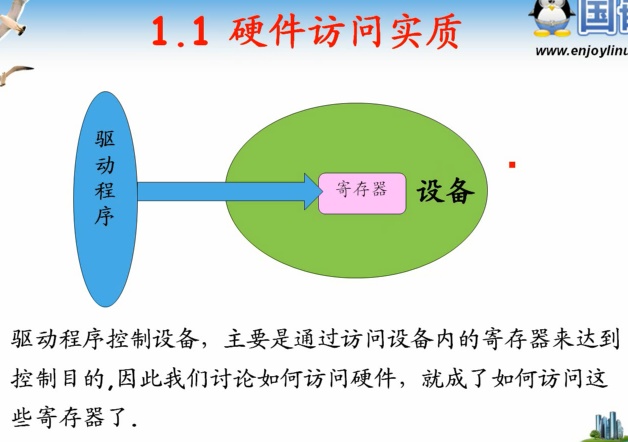 1.1 硬件访问实质
www.enjoylinu
驱动程序
寄存器
设备
驱动程序控制设备，主要是通过访问设备内的寄存器来达到
控制目的,因此我们讨论如何访问硬件，就成了如何访问这
些寄存器了.